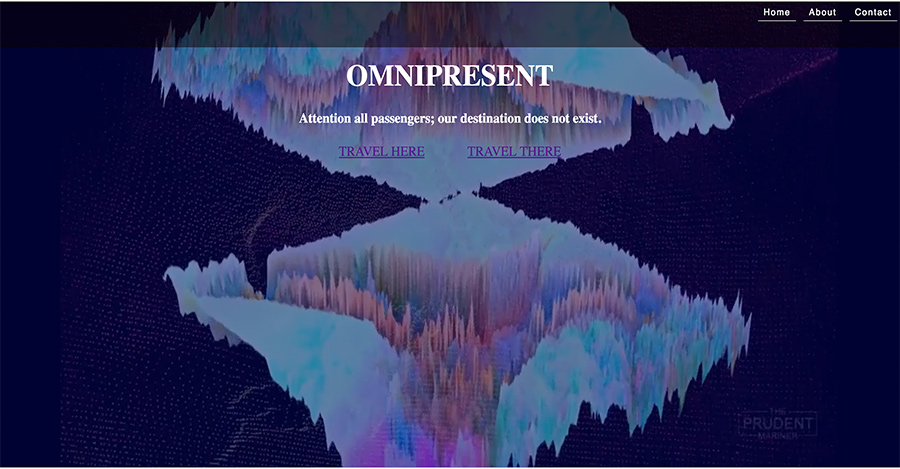 Home About Contact
OMNIPRESENT
Attention all passengers; our destination does not exist.
TRAVEL HERE TRAVEL THERE
THE
PRUDENT
MARINER